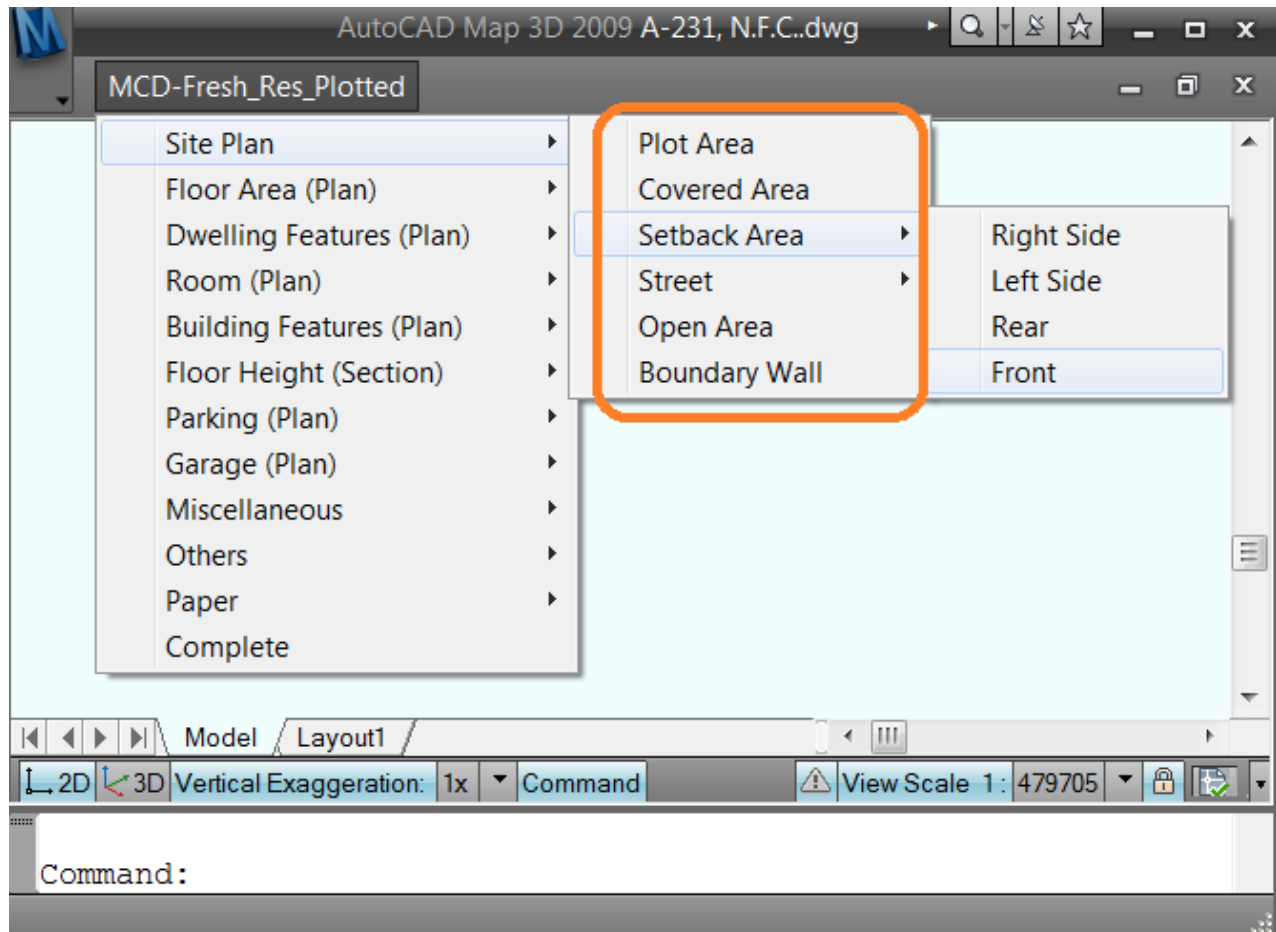 AutoCAD Map 3D 2009 A-231, N.F.C..dwg
MCD-Fresh_Res_Plotted
Site Plan
Floor Area (Plan)
Dwelling Features (Plan)
Room (Plan)
Building Features (Plan)
Floor Height (Section)
Parking (Plan)
Garage (Plan)
Miscellaneous
Others
Paper
Complete
Plot Area
Covered Area
Setback Area
Street
Open Area
Boundary Wall
Right Side
Left Side
Rear
Front
Model Layout1
2D 3D Vertical Exaggeration: 1x Command View Scale 1: 479705
Command: